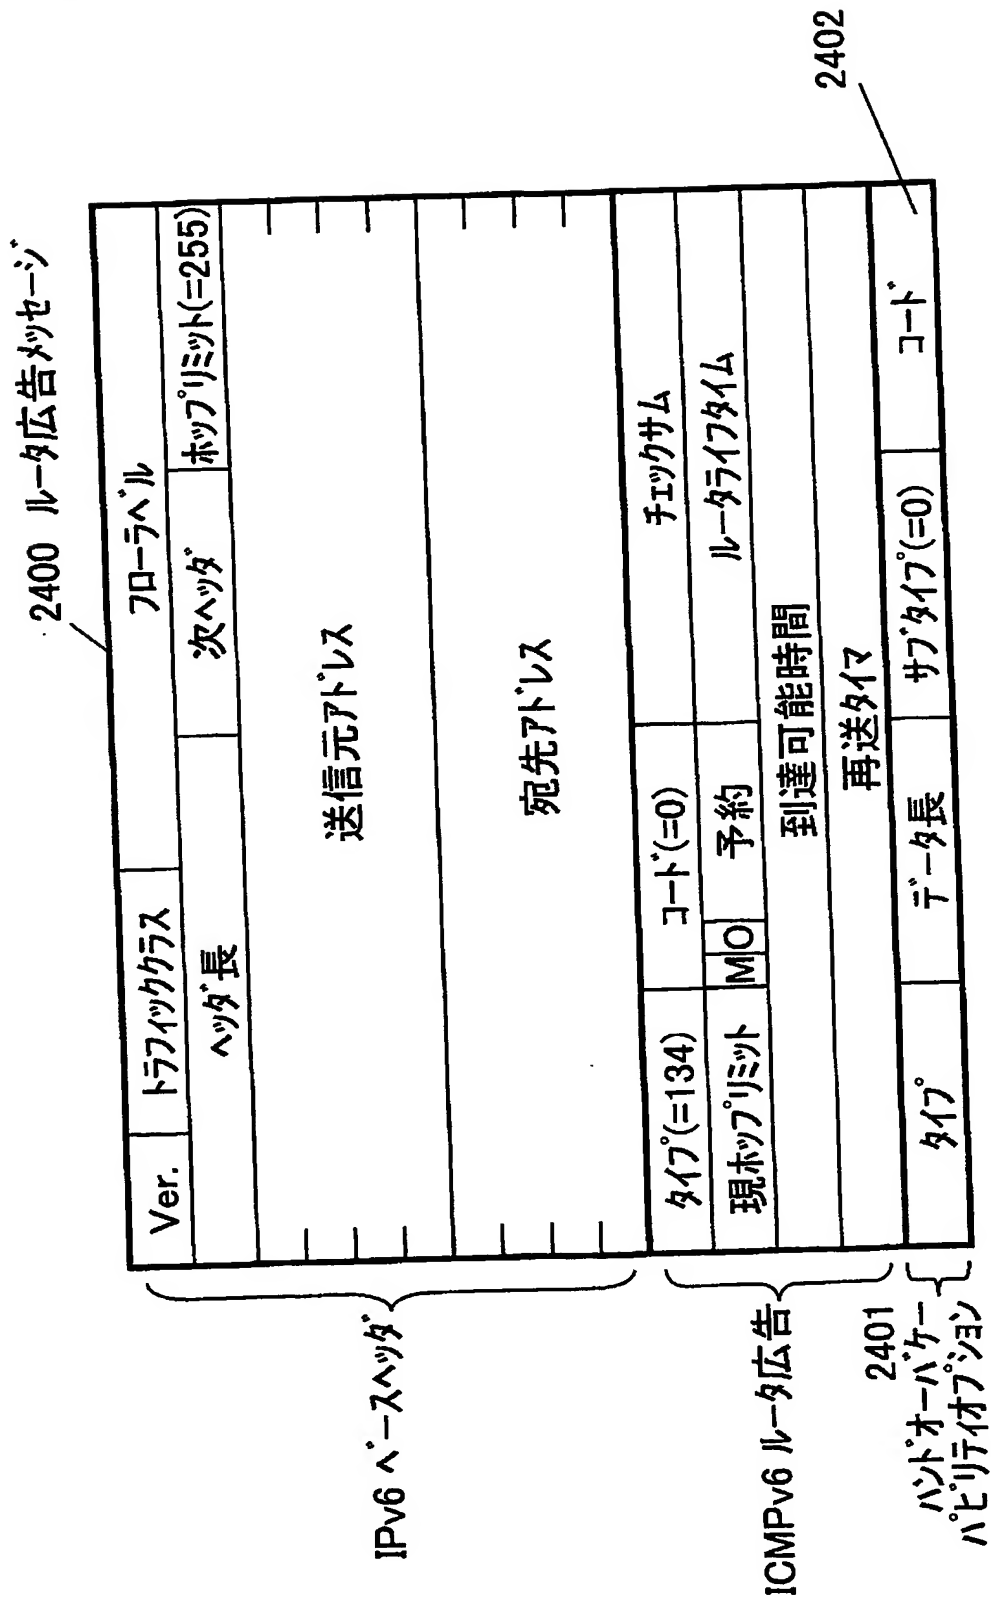 2400 ルータ広告メッセージ
IPv6 ベースヘッダ
Ver.
トラフィッククラス
フローラベル
ヘッダ長
次ヘッダ
ホップリミット(=255)
送信元アドレス
宛先アドレス
ICMPv6 ルータ広告
タイプ(=134)
コード(=0)
チェックサム
現ホップリミット
M
O
予約
ルータライフタイム
到達可能時間
再送タイマ
2401
ハンドオーバケー
パビリティオプション
タイプ
データ長
サブタイプ(=0)
コード
2402